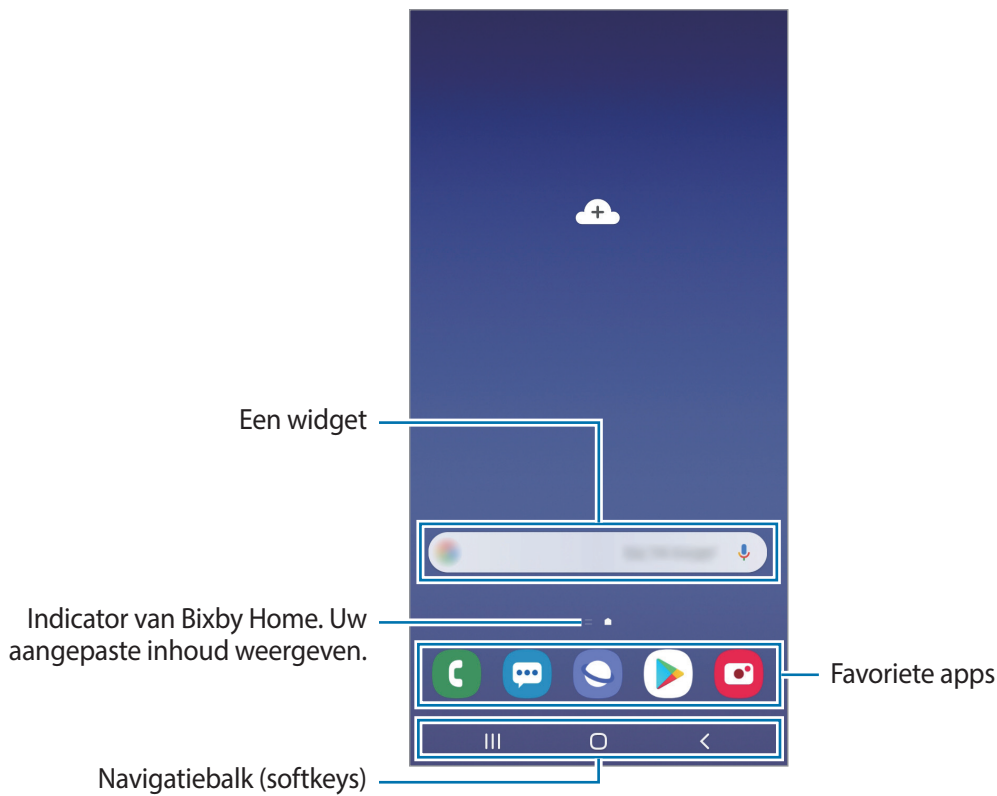 Een widget
Indicator van Bixby Home. Uw
aangepaste inhoud weergeven.
Favoriete apps
Navigatiebalk (softkeys)